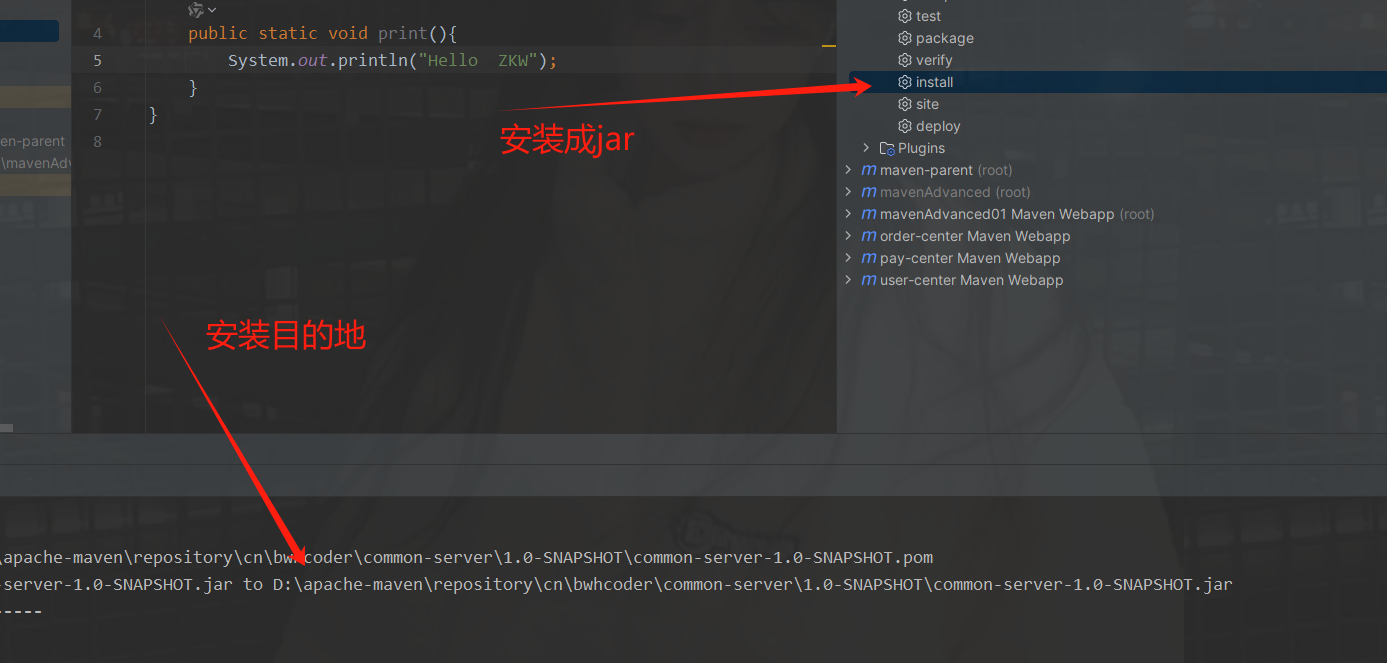 4 public static void print(){
5 System.out.println("Hello  ZKW");
6 }
7 }
8
en-parent
\mavenAdv
安装成jar
安装目的地
test
package
verify
install
site
deploy
Plugins
maven-parent (root)
mavenAdvanced (root)
mavenAdvanced01 Maven Webapp (root)
order-center Maven Webapp
pay-center Maven Webapp
user-center Maven Webapp
\apache-maven\repository\cn\bwhcoder\common-server\1.0-SNAPSHOT\common-server-1.0-SNAPSHOT.pom
-server-1.0-SNAPSHOT.jar to D:\apache-maven\repository\cn\bwhcoder\common-server\1.0-SNAPSHOT\common-server-1.0-SNAPSHOT.jar
-----